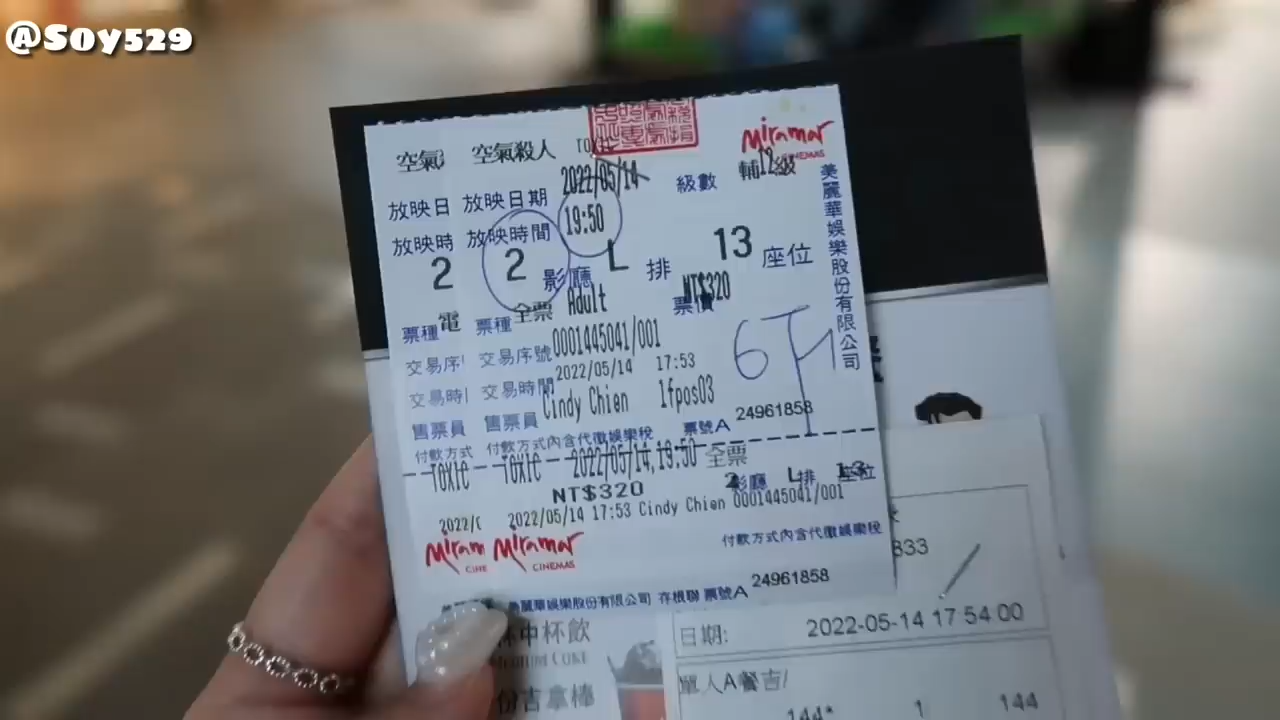 @Soy529
空氣 空氣殺人 TOXIC
Miramar
CINEMAS
放映日 放映日期 2022/05/14 級數 輔12級
放映時 放映時間 19:50
2 2 影廳 L 排 13 座位
票種 電 票種 全票 Adult 票價 NT$320
交易序 交易序號 0001445041/001
交易時 交易時間 2022/05/14 17:53
售票員 售票員 Cindy Chien 1fpos03
付款方式 付款方式內含代徵娛樂稅 票號A 24961858
美麗華娛樂股份有限公司
TOXIC TOXIC 2022/05/14,19:50 全票
NT$320 2 影廳 L 排 13 座位
2022/ 2022/05/14 17:53 Cindy Chien 0001445041/001
Miram Miramar
CINE CINEMAS
付款方式內含代徵娛樂稅
麗華娛樂股份有限公司 存根聯 票號A 24961858
中杯飲
COKE
份吉拿棒
833
日期: 2022-05-14 17 54 00
單人A餐吉/
144* 1 144